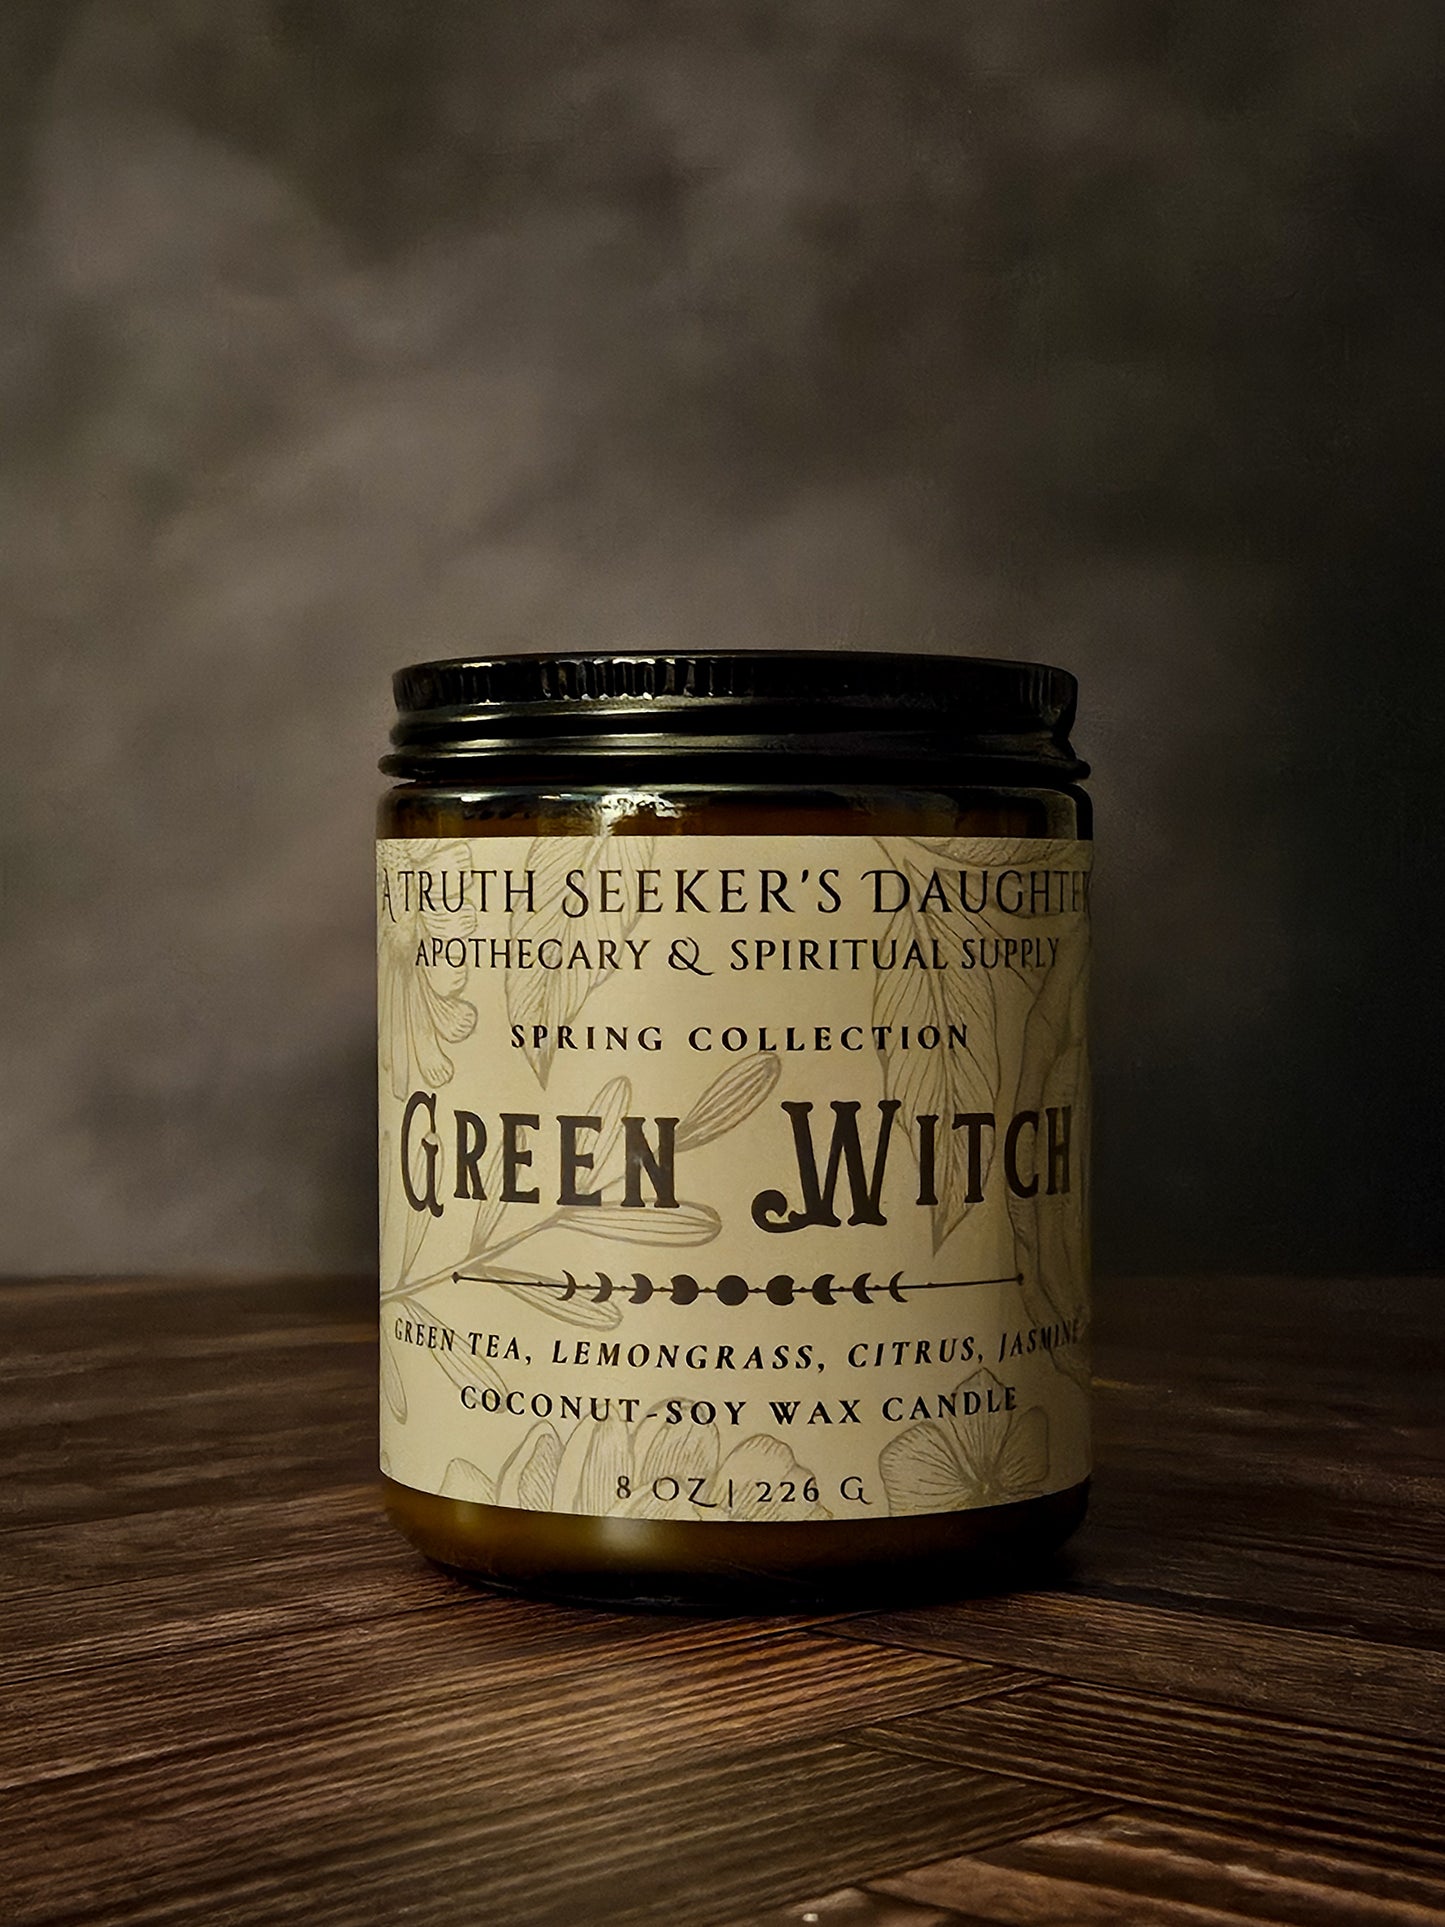 A TRUTH SEEKER'S DAUGHTER
APOTHECARY & SPIRITUAL SUPPLY
SPRING COLLECTION
GREEN WITCH
GREEN TEA, LEMONGRASS, CITRUS, JASMINE
COCONUT-SOY WAX CANDLE
8 OZ | 226 G